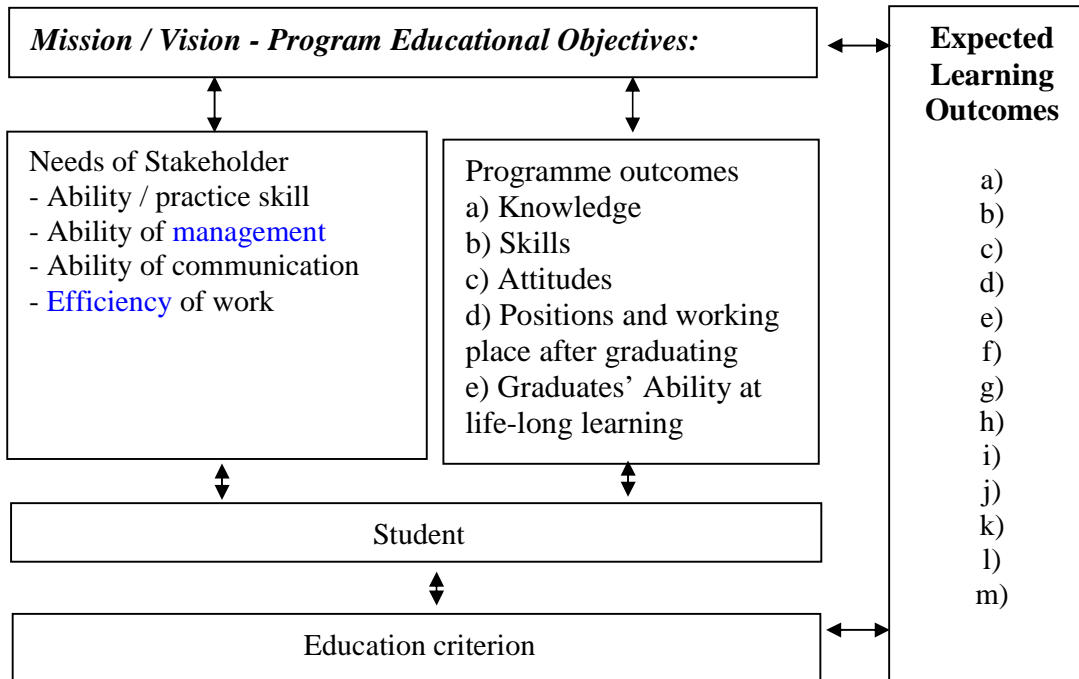 Mission / Vision - Program Educational Objectives:
Needs of Stakeholder
- Ability / practice skill
- Ability of management
- Ability of communication
- Efficiency of work
Programme outcomes
a) Knowledge
b) Skills
c) Attitudes
d) Positions and working
place after graduating
e) Graduates’ Ability at
life-long learning
Student
Education criterion
Expected
Learning
Outcomes
a)
b)
c)
d)
e)
f)
g)
h)
i)
j)
k)
l)
m)